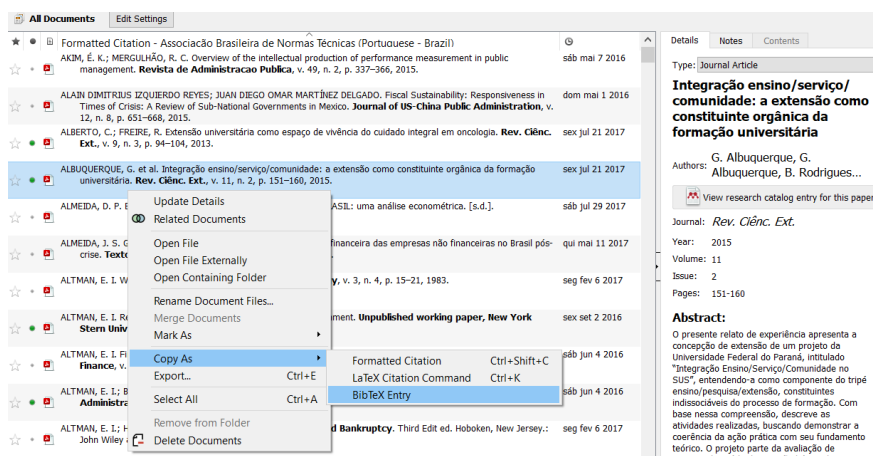 All Documents Edit Settings
Formatted Citation - Associação Brasileira de Normas Técnicas (Portuguese - Brazil)
AKIM, É. K.; MERGULHÃO, R. C. Overview of the intellectual production of performance measurement in public sáb mai 7 2016
management. Revista de Administracao Publica, v. 49, n. 2, p. 337–366, 2015.
ALAIN DIMITRIUS IZQUIERDO REYES; JUAN DIEGO OMAR MARTÍNEZ DELGADO. Fiscal Sustainability: Responsiveness in dom mai 1 2016
Times of Crisis: A Review of Sub-National Governments in Mexico. Journal of US-China Public Administration, v.
12, n. 8, p. 651–668, 2015.
ALBERTO, C.; FREIRE, R. Extensão universitária como espaço de vivência do cuidado integral em oncologia. Rev. Ciênc. sex jul 21 2017
Ext., v. 9, n. 3, p. 94–104, 2013.
ALBUQUERQUE, G. et al. Integração ensino/serviço/comunidade: a extensão como constituinte orgânica da formação sex jul 21 2017
universitária. Rev. Ciênc. Ext., v. 11, n. 2, p. 151–160, 2015.
ALMEIDA, D. P. ASIL: uma análise econométrica. [s.d.]. sáb jul 29 2017
ALMEIDA, J. S. G financeira das empresas não financeiras no Brasil pós- qui mai 11 2017
crise. Texto
ALTMAN, E. I. W y, v. 3, n. 4, p. 15–21, 1983. seg fev 6 2017
ALTMAN, E. I. Re ment. Unpublished working paper, New York sex set 2 2016
Stern Univ
ALTMAN, E. I. Fi sáb jun 4 2016
Finance, v.
ALTMAN, E. I.; B sáb jun 4 2016
Administra
ALTMAN, E. I.; H d Bankruptcy. Third Edit ed. Hoboken, New Jersey.: seg fev 6 2017
John Wiley
Update Details
Related Documents
Open File
Open File Externally
Open Containing Folder
Rename Document Files...
Merge Documents
Mark As
Copy As
Export... Ctrl+E
Select All Ctrl+A
Remove from Folder
Delete Documents
Formatted Citation Ctrl+Shift+C
LaTeX Citation Command Ctrl+K
BibTeX Entry
Details Notes Contents
Type: Journal Article
Integração ensino/serviço/
comunidade: a extensão como
constituinte orgânica da
formação universitária
Authors: G. Albuquerque, G.
Albuquerque, B. Rodrigues...
View research catalog entry for this paper
Journal: Rev. Ciênc. Ext.
Year: 2015
Volume: 11
Issue: 2
Pages: 151-160
Abstract:
O presente relato de experiência apresenta a
concepção de extensão de um projeto da
Universidade Federal do Paraná, intitulado
“Integração Ensino/Serviço/Comunidade no
SUS”, entendendo-a como componente do tripé
ensino/pesquisa/extensão, constituintes
indissociáveis do processo de formação. Com
base nessa compreensão, descreve as
atividades realizadas, buscando demonstrar a
coerência da ação prática com seu fundamento
teórico. O projeto parte da avaliação de